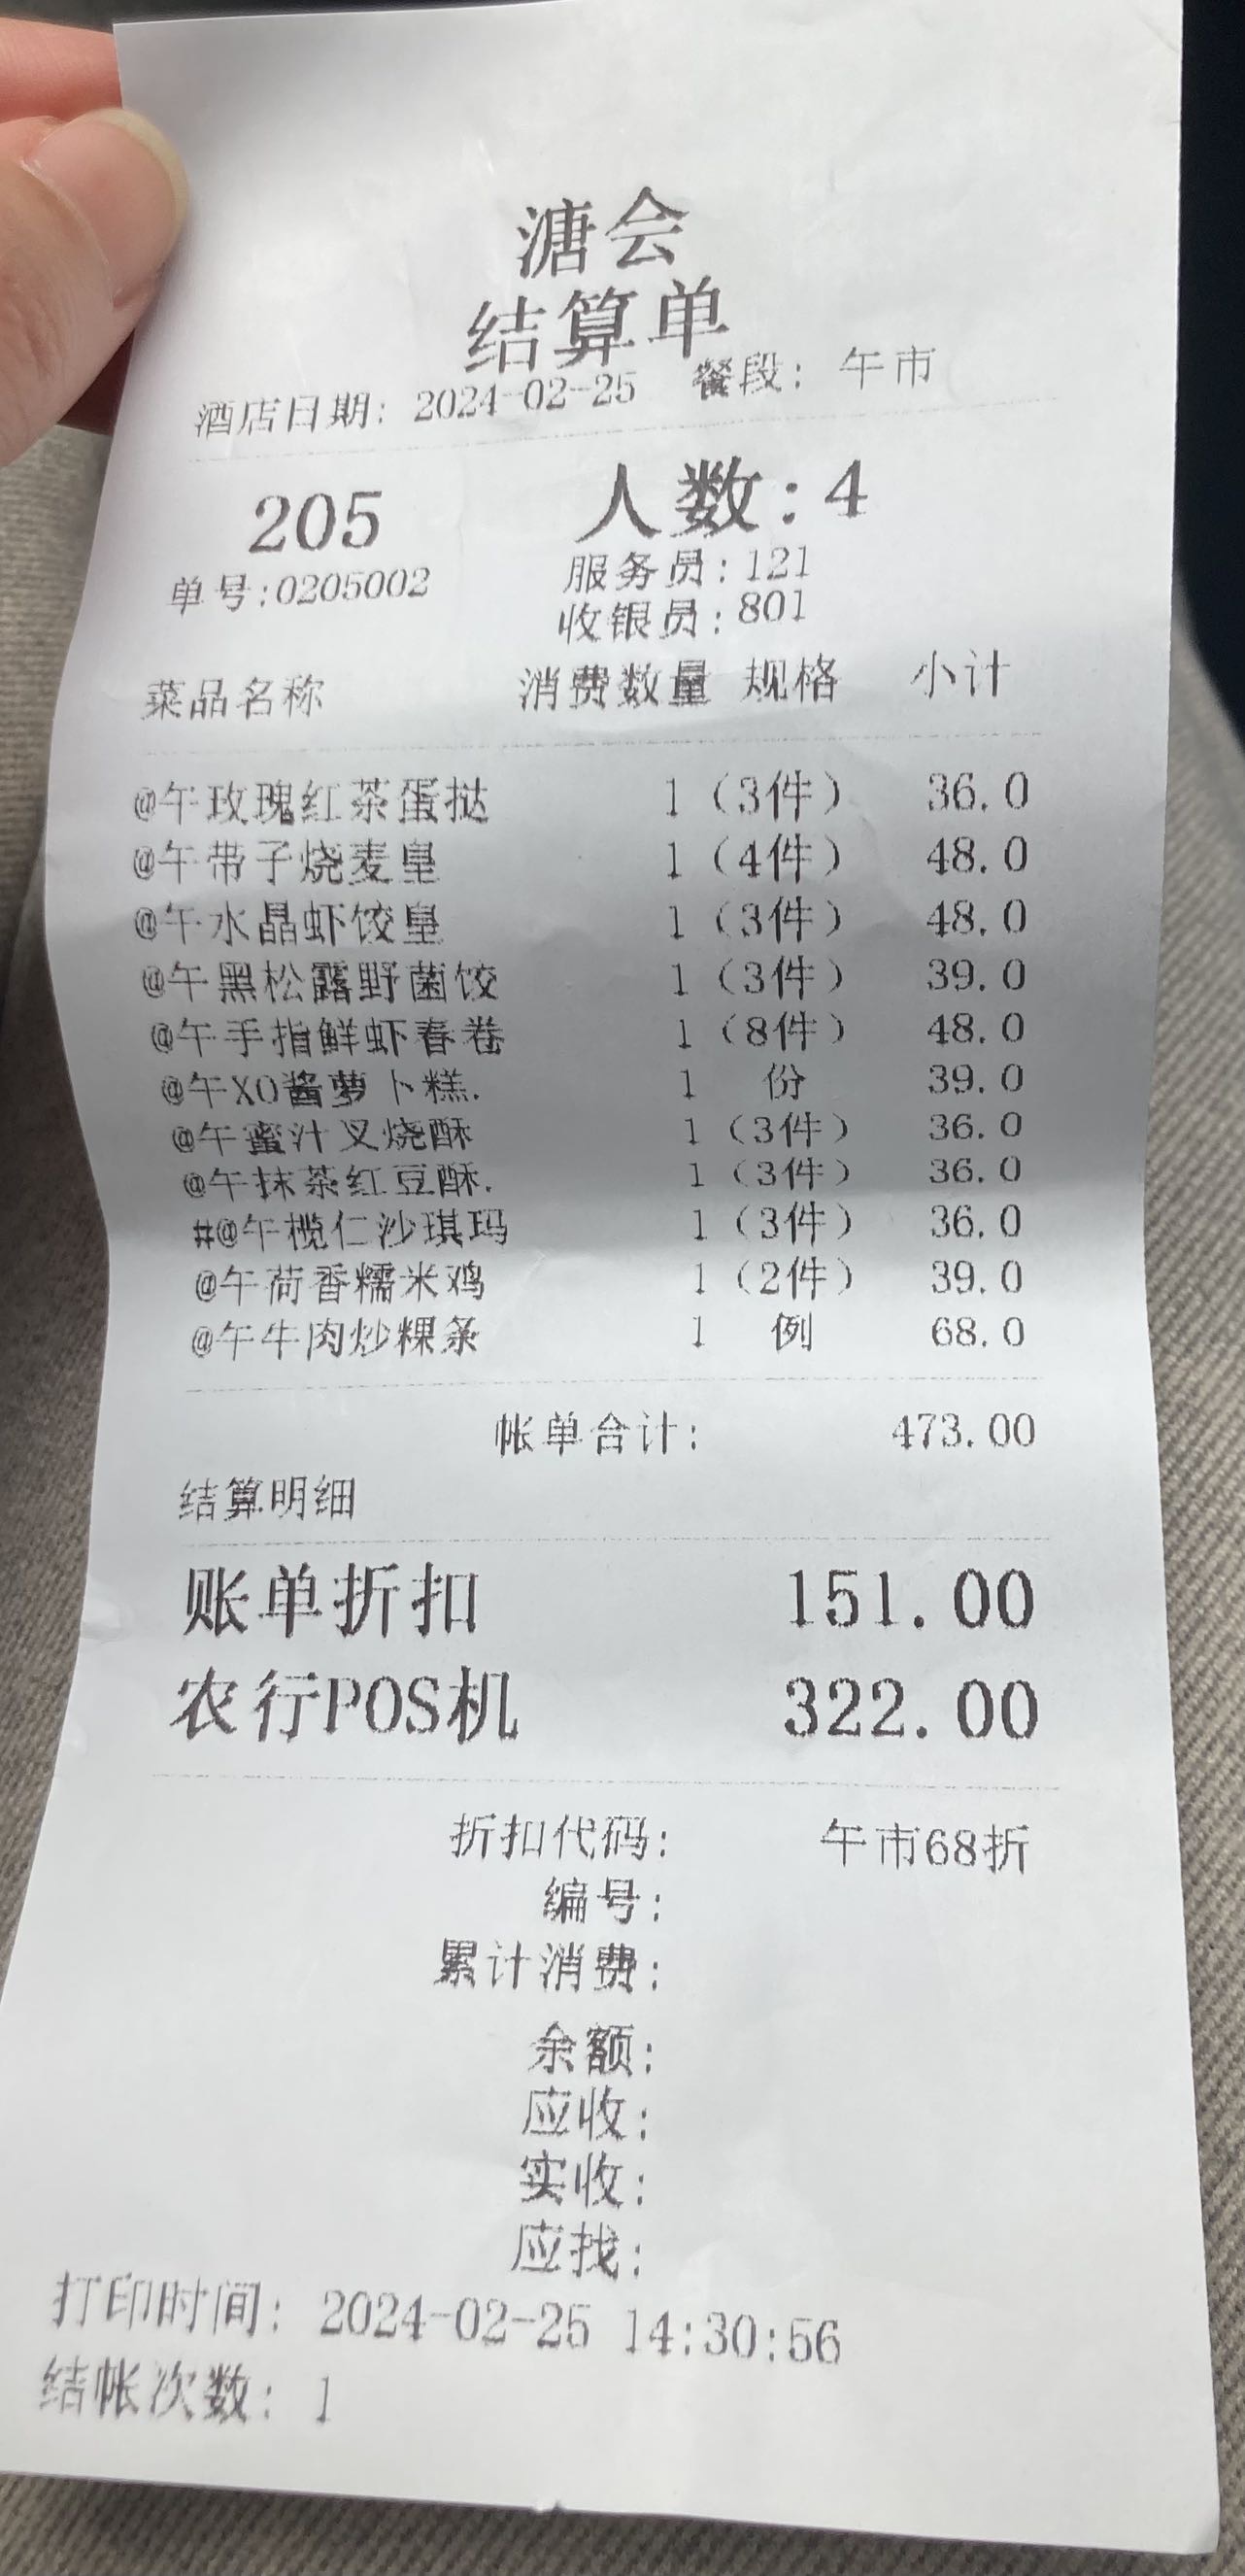 溏会
结算单
酒店日期: 2024-02-25 餐段: 午市
205 人数:4
单号:0205002 服务员:121
收银员:801
菜品名称 消费数量 规格 小计
@午玫瑰红茶蛋挞 1 (3件) 36.0
@午带子烧麦皇 1 (4件) 48.0
@午水晶虾饺皇 1 (3件) 48.0
@午黑松露野菌饺 1 (3件) 39.0
@午手指鲜虾春卷 1 (8件) 48.0
@午XO酱萝卜糕. 1 份 39.0
@午蜜汁叉烧酥 1 (3件) 36.0
@午抹茶红豆酥. 1 (3件) 36.0
#@午榄仁沙琪玛 1 (3件) 36.0
@午荷香糯米鸡 1 (2件) 39.0
@午牛肉炒粿条 1 例 68.0
帐单合计: 473.00
结算明细
账单折扣 151.00
农行POS机 322.00
折扣代码: 午市68折
编号:
累计消费:
余额:
应收:
实收:
应找:
打印时间: 2024-02-25 14:30:56
结帐次数: 1